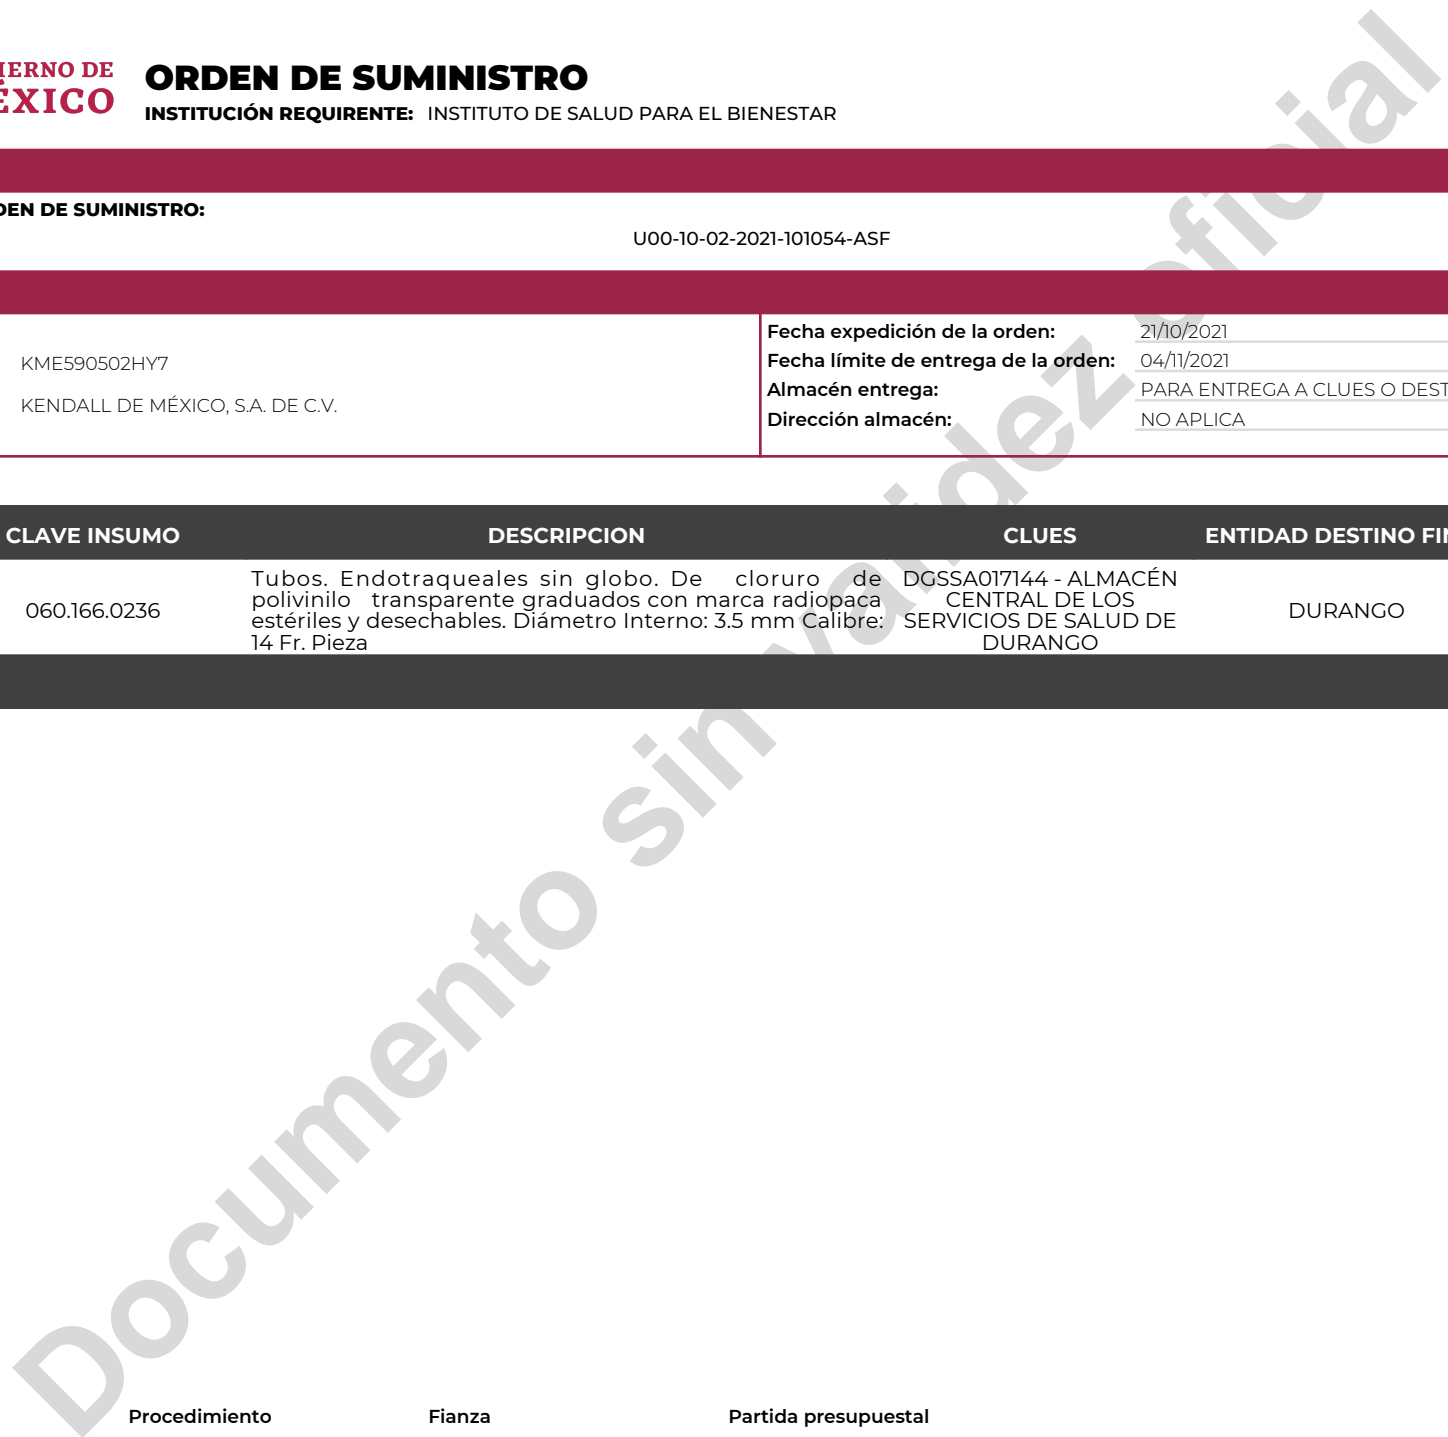 IERNO DE
ÉXICO
ORDEN DE SUMINISTRO
INSTITUCIÓN REQUIRENTE: INSTITUTO DE SALUD PARA EL BIENESTAR
DEN DE SUMINISTRO:
U00-10-02-2021-101054-ASF
KME590502HY7
KENDALL DE MÉXICO, S.A. DE C.V.
Fecha expedición de la orden: 21/10/2021
Fecha límite de entrega de la orden: 04/11/2021
Almacén entrega: PARA ENTREGA A CLUES O DEST
Dirección almacén: NO APLICA
CLAVE INSUMO DESCRIPCION CLUES ENTIDAD DESTINO FIN
060.166.0236
Tubos. Endotraqueales sin globo. De cloruro de
polivinilo transparente graduados con marca radiopaca
estériles y desechables. Diámetro Interno: 3.5 mm Calibre:
14 Fr. Pieza
DGSSA017144 - ALMACÉN
CENTRAL DE LOS
SERVICIOS DE SALUD DE
DURANGO
DURANGO
Documento sin validez oficial
Procedimiento Fianza Partida presupuestal